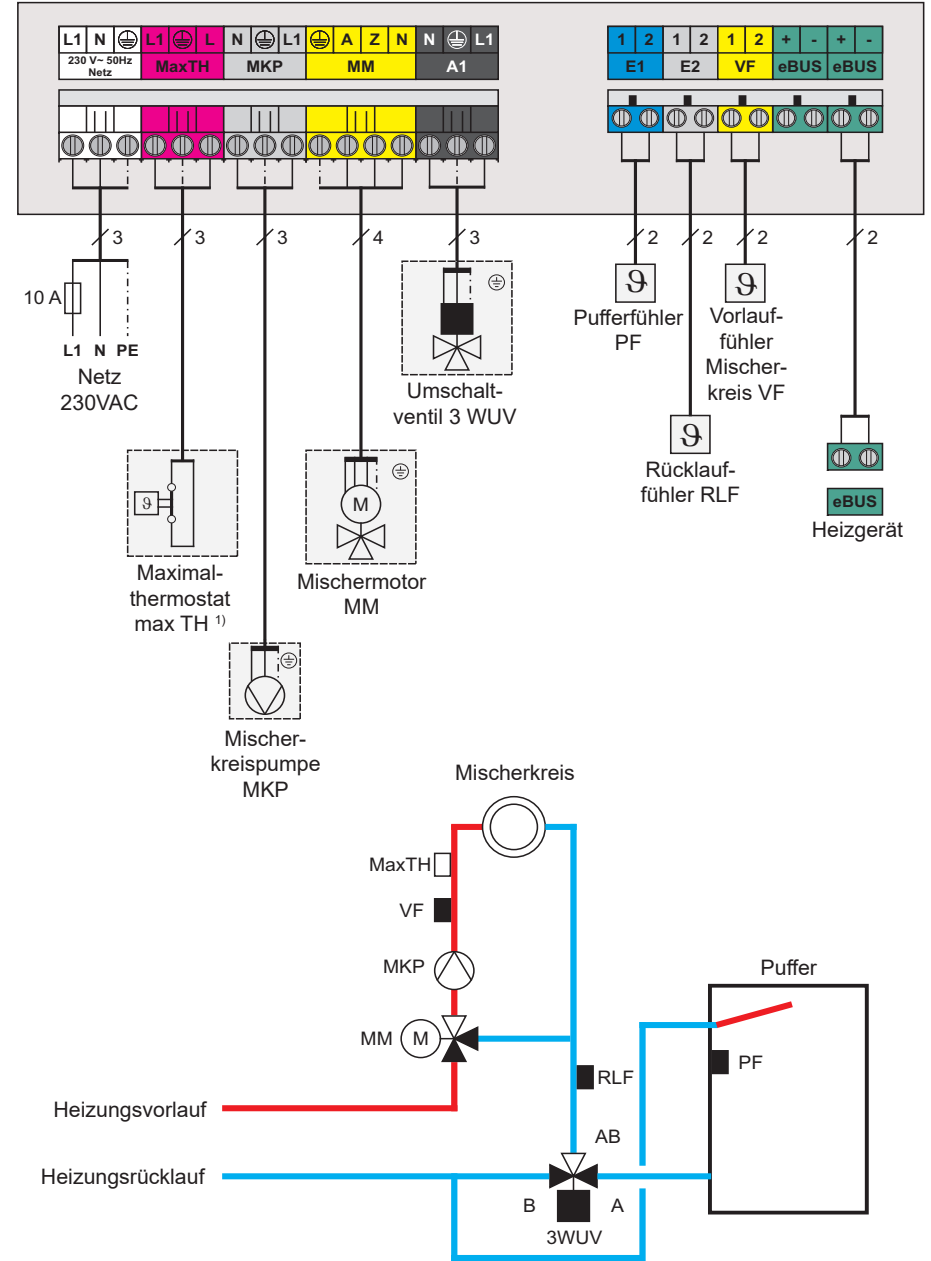 L1 N L1 L N L1 A Z N N L1
230 V~ 50Hz
Netz
MaxTH MKP MM A1
1 2 1 2 1 2 + - + -
E1 E2 VF eBUS eBUS
3 3 3 4 3 2 2 2 2
10 A
L1 N PE
Netz
230VAC
Umschalt-
ventil 3 WUV
ϑ
Pufferfühler
PF
ϑ
Vorlauf-
fühler
Mischer-
kreis VF
ϑ
Rücklauf-
fühler RLF
eBUS
Heizgerät
ϑ
Maximal-
thermostat
max TH 1)
M
Mischermotor
MM
Mischer-
kreispumpe
MKP
Mischerkreis
MaxTH
VF
MKP
Puffer
MM M
PF
RLF
Heizungsvorlauf
AB
Heizungsrücklauf
B A
3WUV